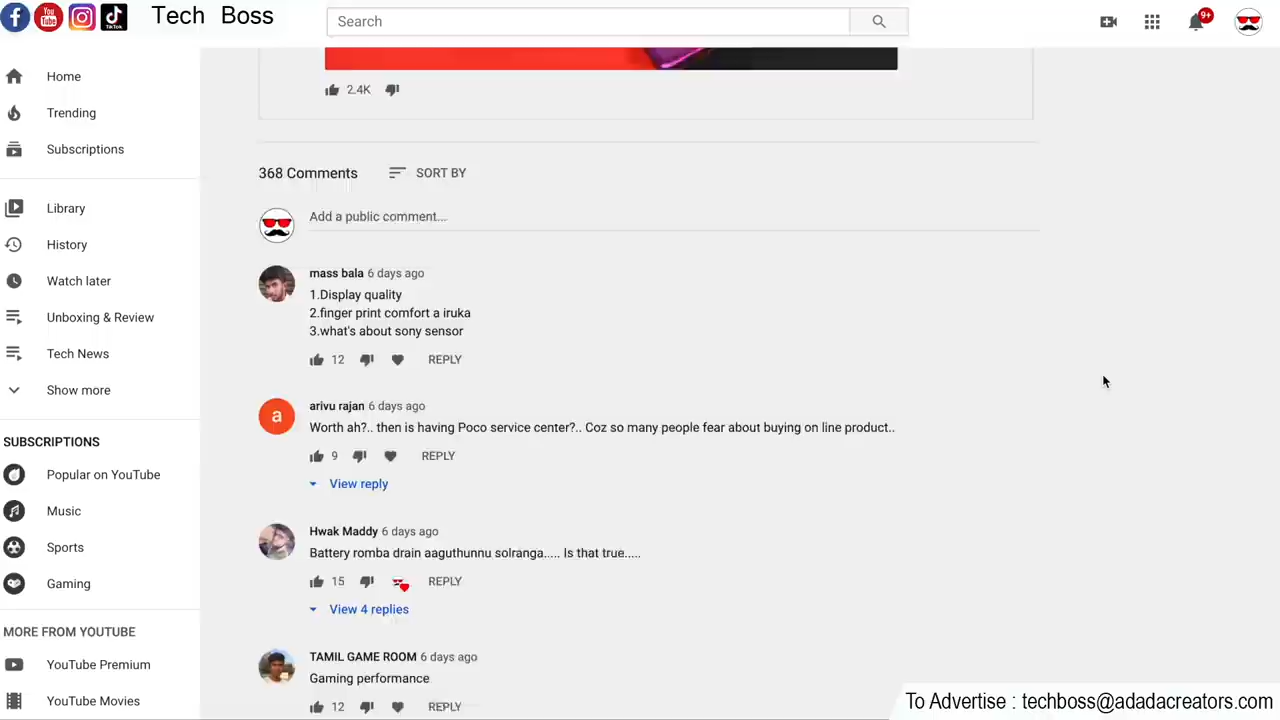 Tech Boss
Search
9+
Home
Trending
Subscriptions
Library
History
Watch later
Unboxing & Review
Tech News
Show more
SUBSCRIPTIONS
Popular on YouTube
Music
Sports
Gaming
MORE FROM YOUTUBE
YouTube Premium
YouTube Movies
2.4K
368 Comments
SORT BY
Add a public comment...
mass bala 6 days ago
1.Display quality
2.finger print comfort a iruka
3.what's about sony sensor
12 REPLY
a
arivu rajan 6 days ago
Worth ah?.. then is having Poco service center?.. Coz so many people fear about buying on line product..
9 REPLY
View reply
Hwak Maddy 6 days ago
Battery romba drain aaguthunnu solranga..... Is that true.....
15 REPLY
View 4 replies
TAMIL GAME ROOM 6 days ago
Gaming performance
12 REPLY
To Advertise : techboss@adadacreators.com